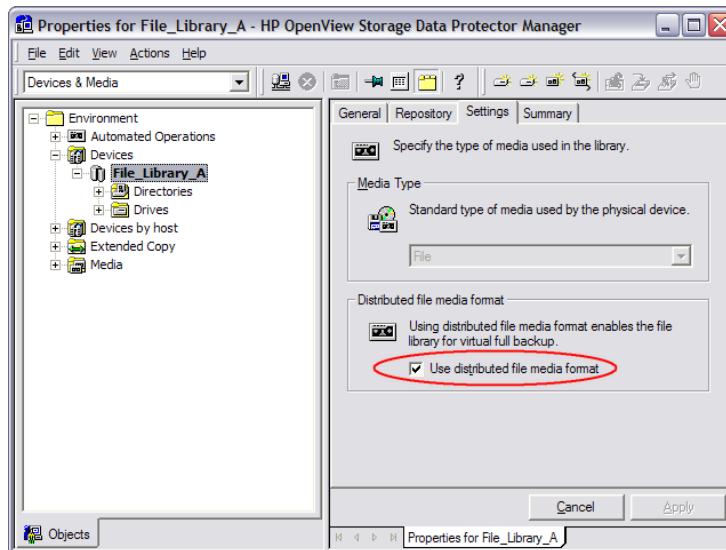 Properties for File_Library_A - HP OpenView Storage Data Protector Manager
File Edit View Actions Help
Devices & Media
Environment
Automated Operations
Devices
File_Library_A
Directories
Drives
Devices by host
Extended Copy
Media
Objects
General Repository Settings Summary
Specify the type of media used in the library.
Media Type
Standard type of media used by the physical device.
File
Distributed file media format
Using distributed file media format enables the file
library for virtual full backup.
Use distributed file media format
Cancel Apply
Properties for File_Library_A